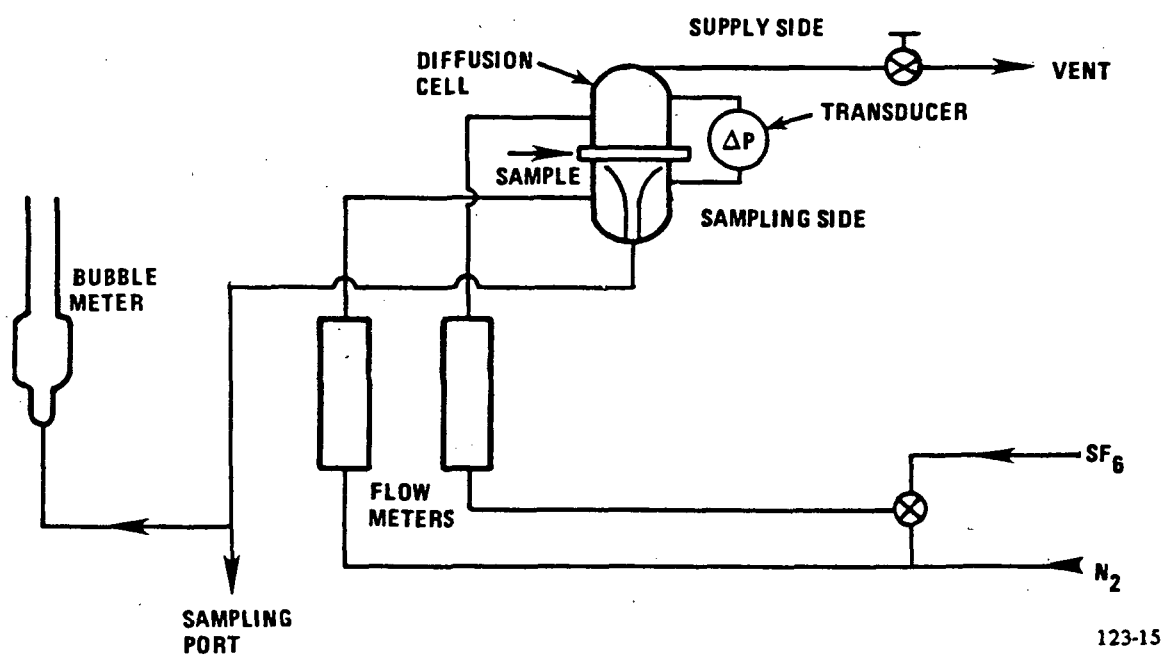 SUPPLY SIDE
DIFFUSION
CELL
VENT
TRANSDUCER
ΔP
SAMPLE
SAMPLING SIDE
BUBBLE
METER
FLOW
METERS
SF6
N2
SAMPLING
PORT
123-15